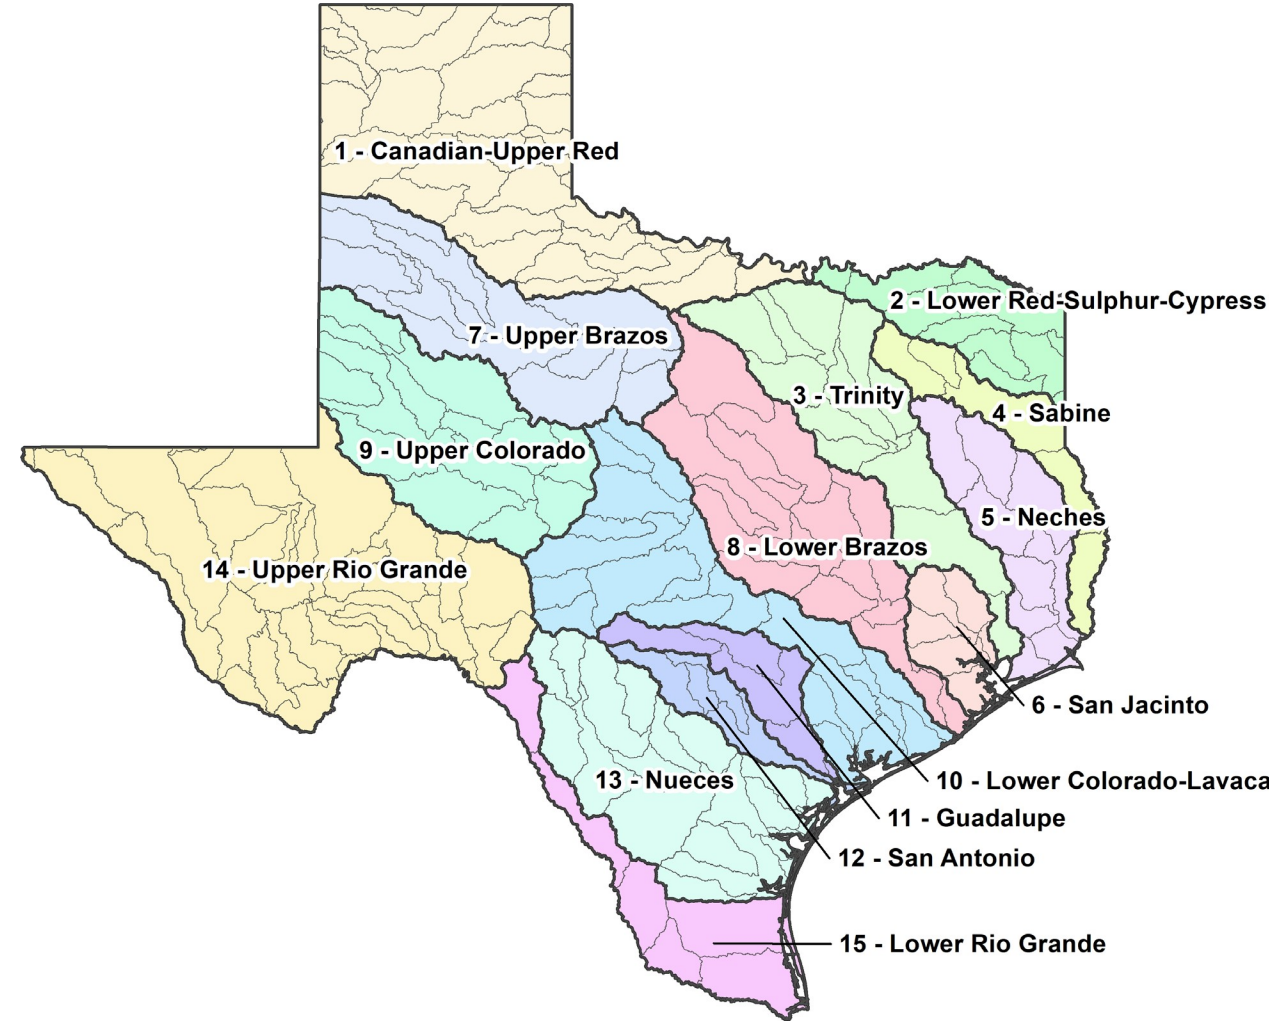 1 - Canadian-Upper Red
2 - Lower Red-Sulphur-Cypress
7 - Upper Brazos
3 - Trinity
4 - Sabine
9 - Upper Colorado
5 - Neches
8 - Lower Brazos
14 - Upper Rio Grande
6 - San Jacinto
13 - Nueces
10 - Lower Colorado-Lavaca
11 - Guadalupe
12 - San Antonio
15 - Lower Rio Grande